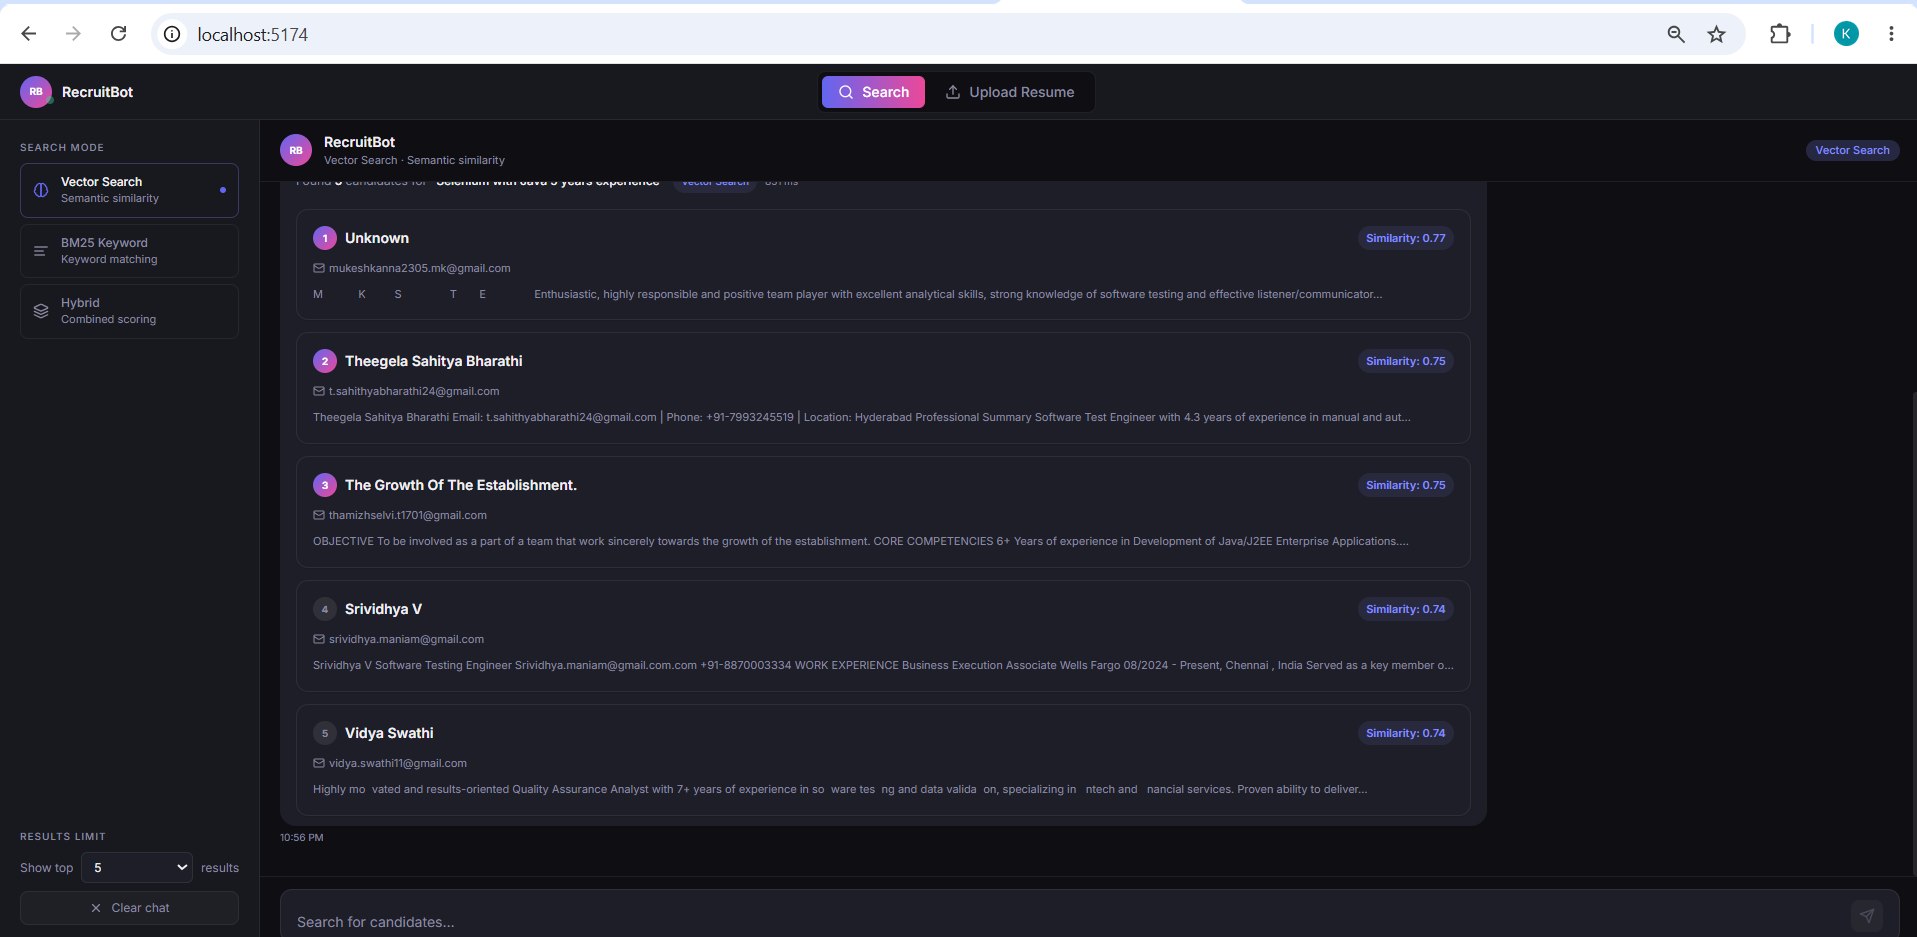 localhost:5174
K
RB
RecruitBot
Search
Upload Resume
SEARCH MODE
Vector Search
Semantic similarity
BM25 Keyword
Keyword matching
Hybrid
Combined scoring
RESULTS LIMIT
Show top 5 results
Clear chat
RB
RecruitBot
Vector Search · Semantic similarity
Vector Search
Found 5 candidates for "Selenium with Java 5 years experience" Vector Search
1 Unknown Similarity: 0.77
mukeshkanna2305.mk@gmail.com
M K S T E Enthusiastic, highly responsible and positive team player with excellent analytical skills, strong knowledge of software testing and effective listener/communicator...
2 Theegela Sahitya Bharathi Similarity: 0.75
t.sahithyabharathi24@gmail.com
Theegela Sahitya Bharathi Email: t.sahithyabharathi24@gmail.com | Phone: +91-7993245519 | Location: Hyderabad Professional Summary Software Test Engineer with 4.3 years of experience in manual and aut...
3 The Growth Of The Establishment. Similarity: 0.75
thamizhselvi.t1701@gmail.com
OBJECTIVE To be involved as a part of a team that work sincerely towards the growth of the establishment. CORE COMPETENCIES 6+ Years of experience in Development of Java/J2EE Enterprise Applications....
4 Srividhya V Similarity: 0.74
srividhya.maniam@gmail.com
Srividhya V Software Testing Engineer Srividhya.maniam@gmail.com.com +91-8870003334 WORK EXPERIENCE Business Execution Associate Wells Fargo 08/2024 - Present, Chennai , India Served as a key member o...
5 Vidya Swathi Similarity: 0.74
vidya.swathi11@gmail.com
Highly mo vated and results-oriented Quality Assurance Analyst with 7+ years of experience in so ware tes ng and data valida on, specializing in ntech and nancial services. Proven ability to deliver...
10:56 PM
Search for candidates...